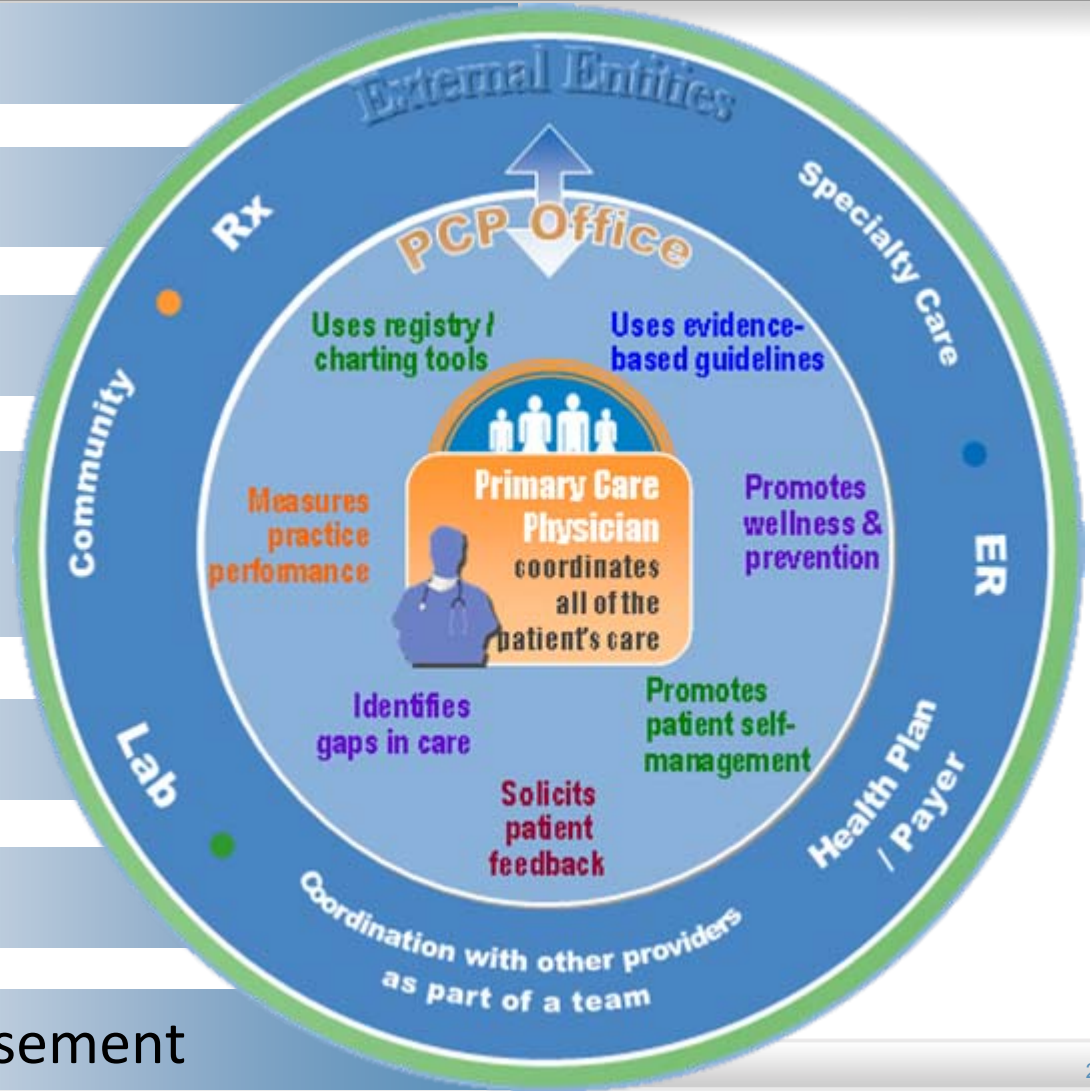 External Entities
PCP Office
Rx
Specialty Care
Community
ER
Lab
Health Plan
/ Payer
Coordination with other providers
as part of a team
Uses registry /
charting tools
Uses evidence-
based guidelines
Measures
practice
performance
Primary Care
Physician
coordinates
all of the
patient's care
Promotes
wellness &
prevention
Identifies
gaps in care
Promotes
patient self-
management
Solicits
patient
feedback
sement